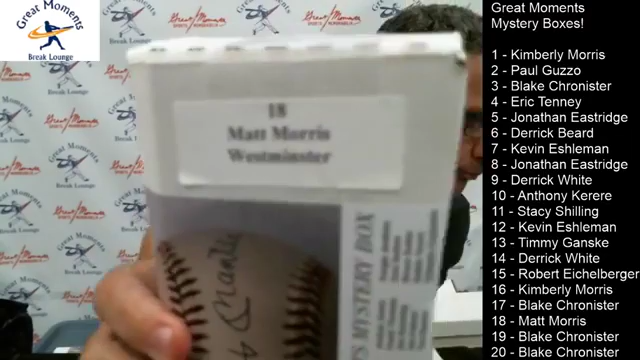 Great Moments
Break Lounge
18
Matt Morris
Westminster
MYSTERY BOX
Great Moments
Mystery Boxes!
1 - Kimberly Morris
2 - Paul Guzzo
3 - Blake Chronister
4 - Eric Tenney
5 - Jonathan Eastridge
6 - Derrick Beard
7 - Kevin Eshleman
8 - Jonathan Eastridge
9 - Derrick White
10 - Anthony Kerere
11 - Stacy Shilling
12 - Kevin Eshleman
13 - Timmy Ganske
14 - Derrick White
15 - Robert Eichelberger
16 - Kimberly Morris
17 - Blake Chronister
18 - Matt Morris
19 - Blake Chronister
20 - Blake Chronister